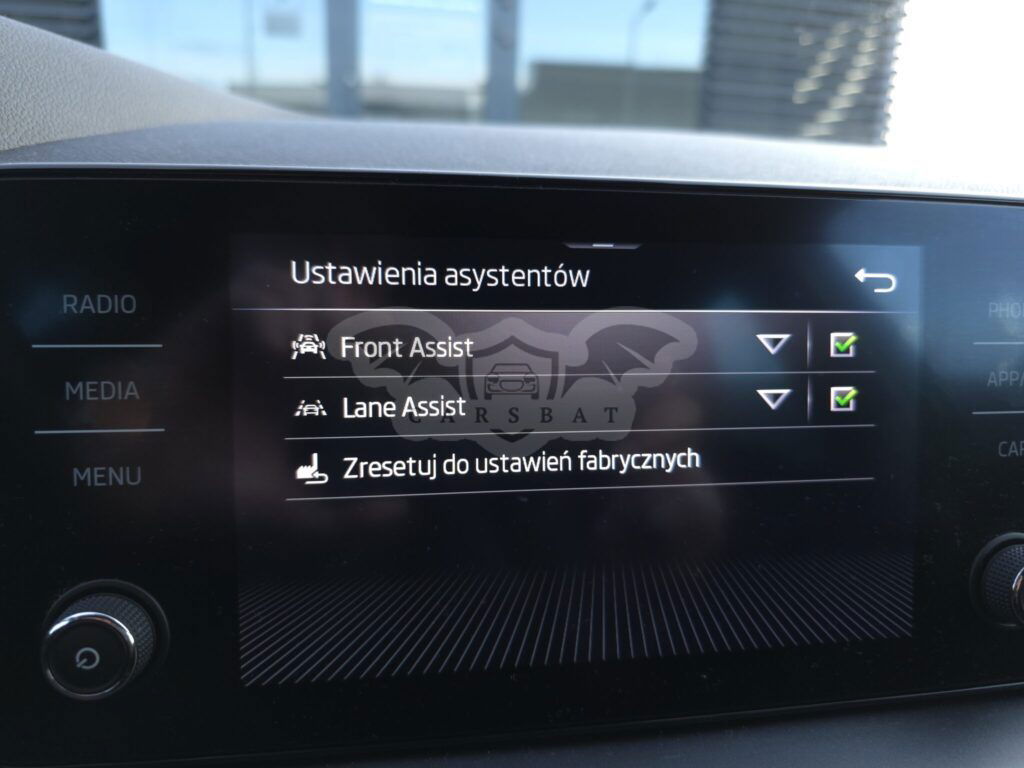 Ustawienia asystentów
RADIO
MEDIA
MENU
Front Assist
Lane Assist
Zresetuj do ustawień fabrycznych
CARSBAT